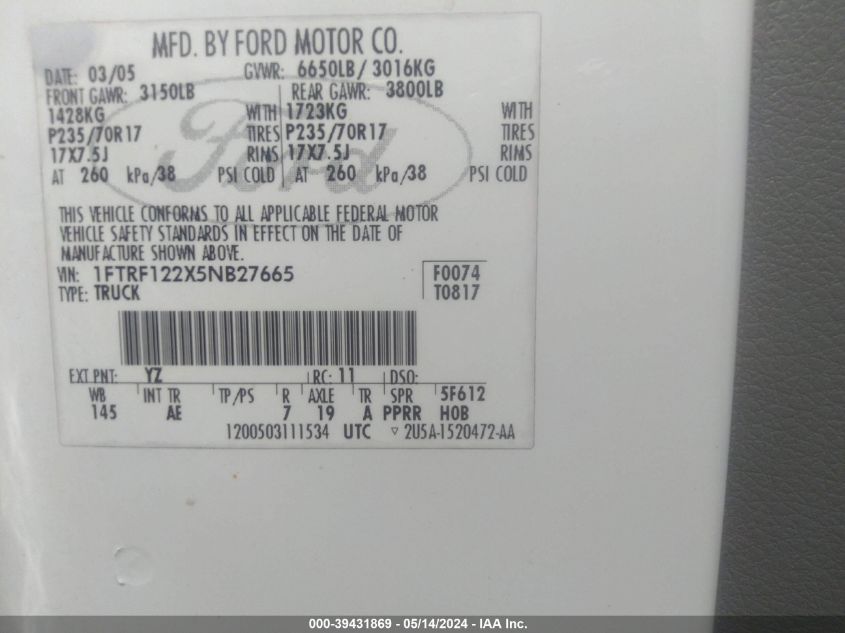 MFD. BY FORD MOTOR CO.
DATE: 03/05 GVWR: 6650LB/ 3016KG
FRONT GAWR: 3150LB REAR GAWR: 3800LB
1428KG WITH 1723KG WITH
P235/70R17 TIRES P235/70R17 TIRES
17X7.5J RIMS 17X7.5J RIMS
AT 260 kPa/38 PSI COLD AT 260 kPa/38 PSI COLD
Ford
THIS VEHICLE CONFORMS TO ALL APPLICABLE FEDERAL MOTOR
VEHICLE SAFETY STANDARDS IN EFFECT ON THE DATE OF
MANUFACTURE SHOWN ABOVE.
VIN: 1FTRF122X5NB27665 F0074
TYPE: TRUCK T0817
EXT PNT: YZ RC: 11 DSO:
WB INT TR TP/PS R AXLE TR SPR 5F612
145 AE 7 19 A PPRR H0B
1200503111534 UTC ▽ 2U5A-1520472-AA
000-39431869 - 05/14/2024 - IAA Inc.